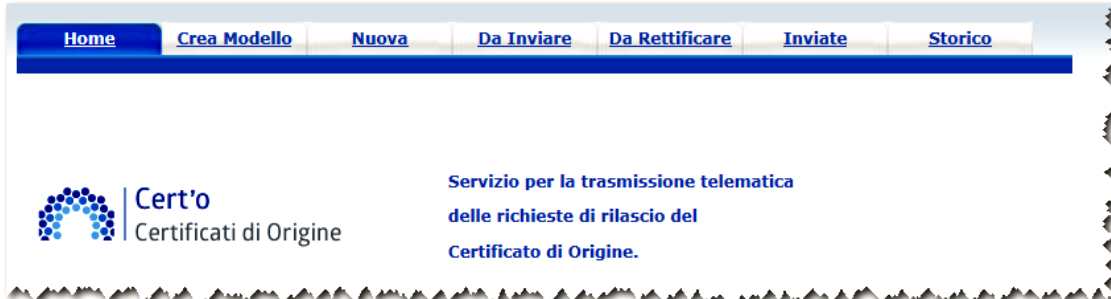 Home Crea Modello Nuova Da Inviare Da Rettificare Inviate Storico
Cert'o
Certificati di Origine
Servizio per la trasmissione telematica
delle richieste di rilascio del
Certificato di Origine.